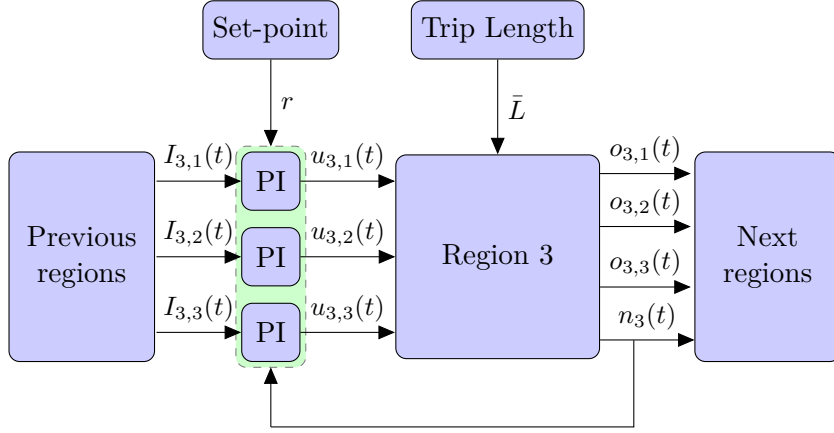 Set-point
Trip Length
r
L̄
Previous
regions
I₃,₁(t)
I₃,₂(t)
I₃,₃(t)
PI
PI
PI
u₃,₁(t)
u₃,₂(t)
u₃,₃(t)
Region 3
o₃,₁(t)
o₃,₂(t)
o₃,₃(t)
n₃(t)
Next
regions